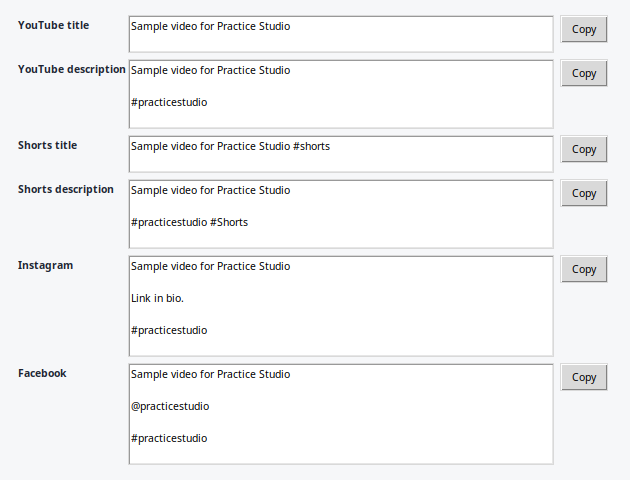 YouTube title
Sample video for Practice Studio
Copy
YouTube description
Sample video for Practice Studio
#practicestudio
Copy
Shorts title
Sample video for Practice Studio #shorts
Copy
Shorts description
Sample video for Practice Studio
#practicestudio #Shorts
Copy
Instagram
Sample video for Practice Studio
Link in bio.
#practicestudio
Copy
Facebook
Sample video for Practice Studio
@practicestudio
#practicestudio
Copy